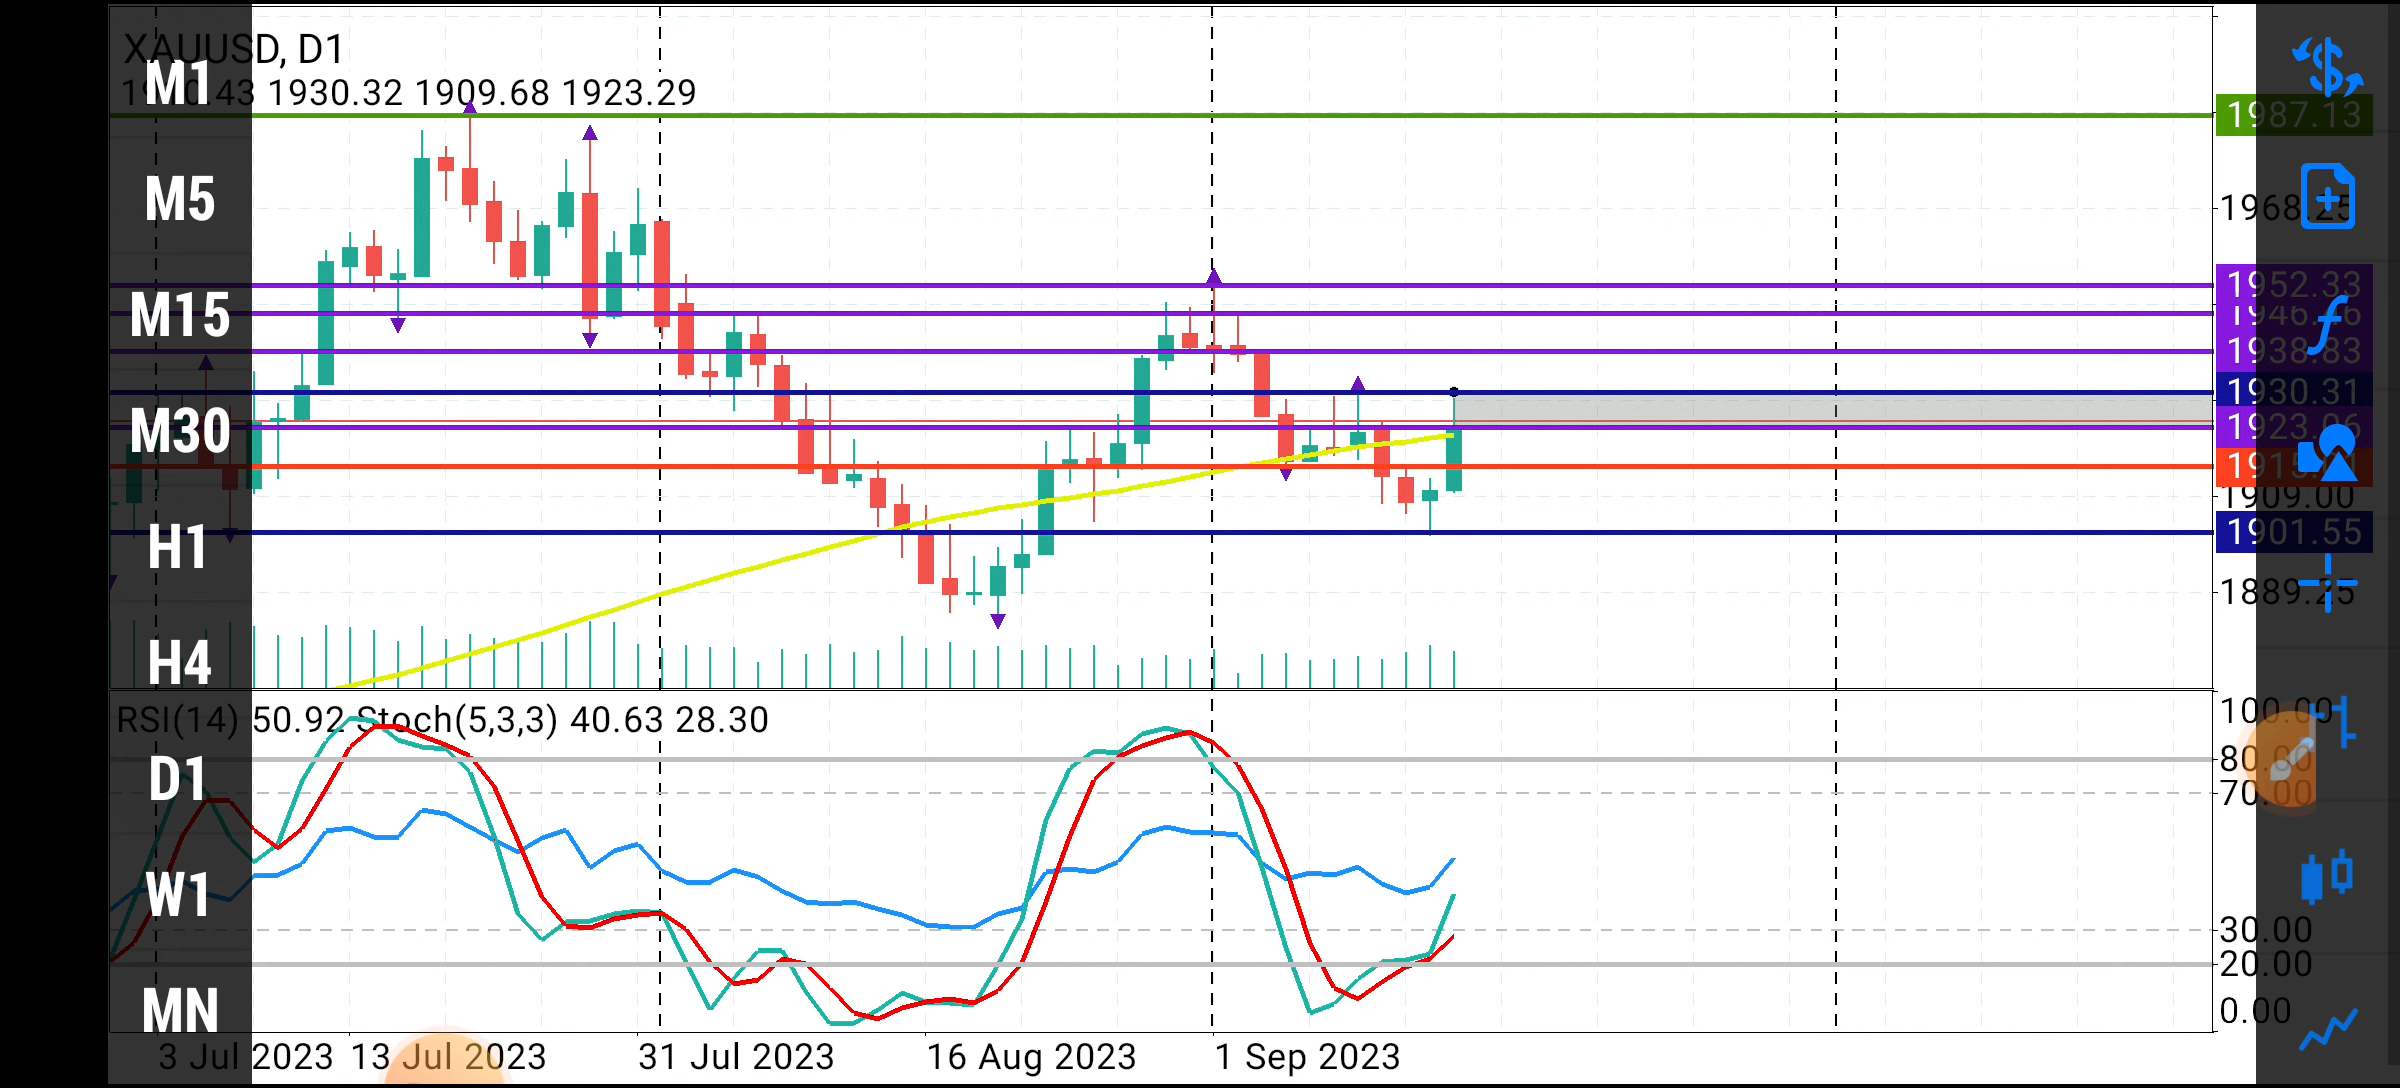 XAUUSD, D1
1930.32 1909.68 1923.29
M1
M5
M15
M30
H1
H4
D1
W1
MN
1987.13
1968.25
1952.33
1938.83
1930.31
1909.00
1901.55
1889.25
RSI(14) 50.92 Stoch(5,3,3) 40.63 28.30
100.00
80.00
70.00
30.00
20.00
0.00
3 Jul 2023 13 Jul 2023 31 Jul 2023 16 Aug 2023 1 Sep 2023